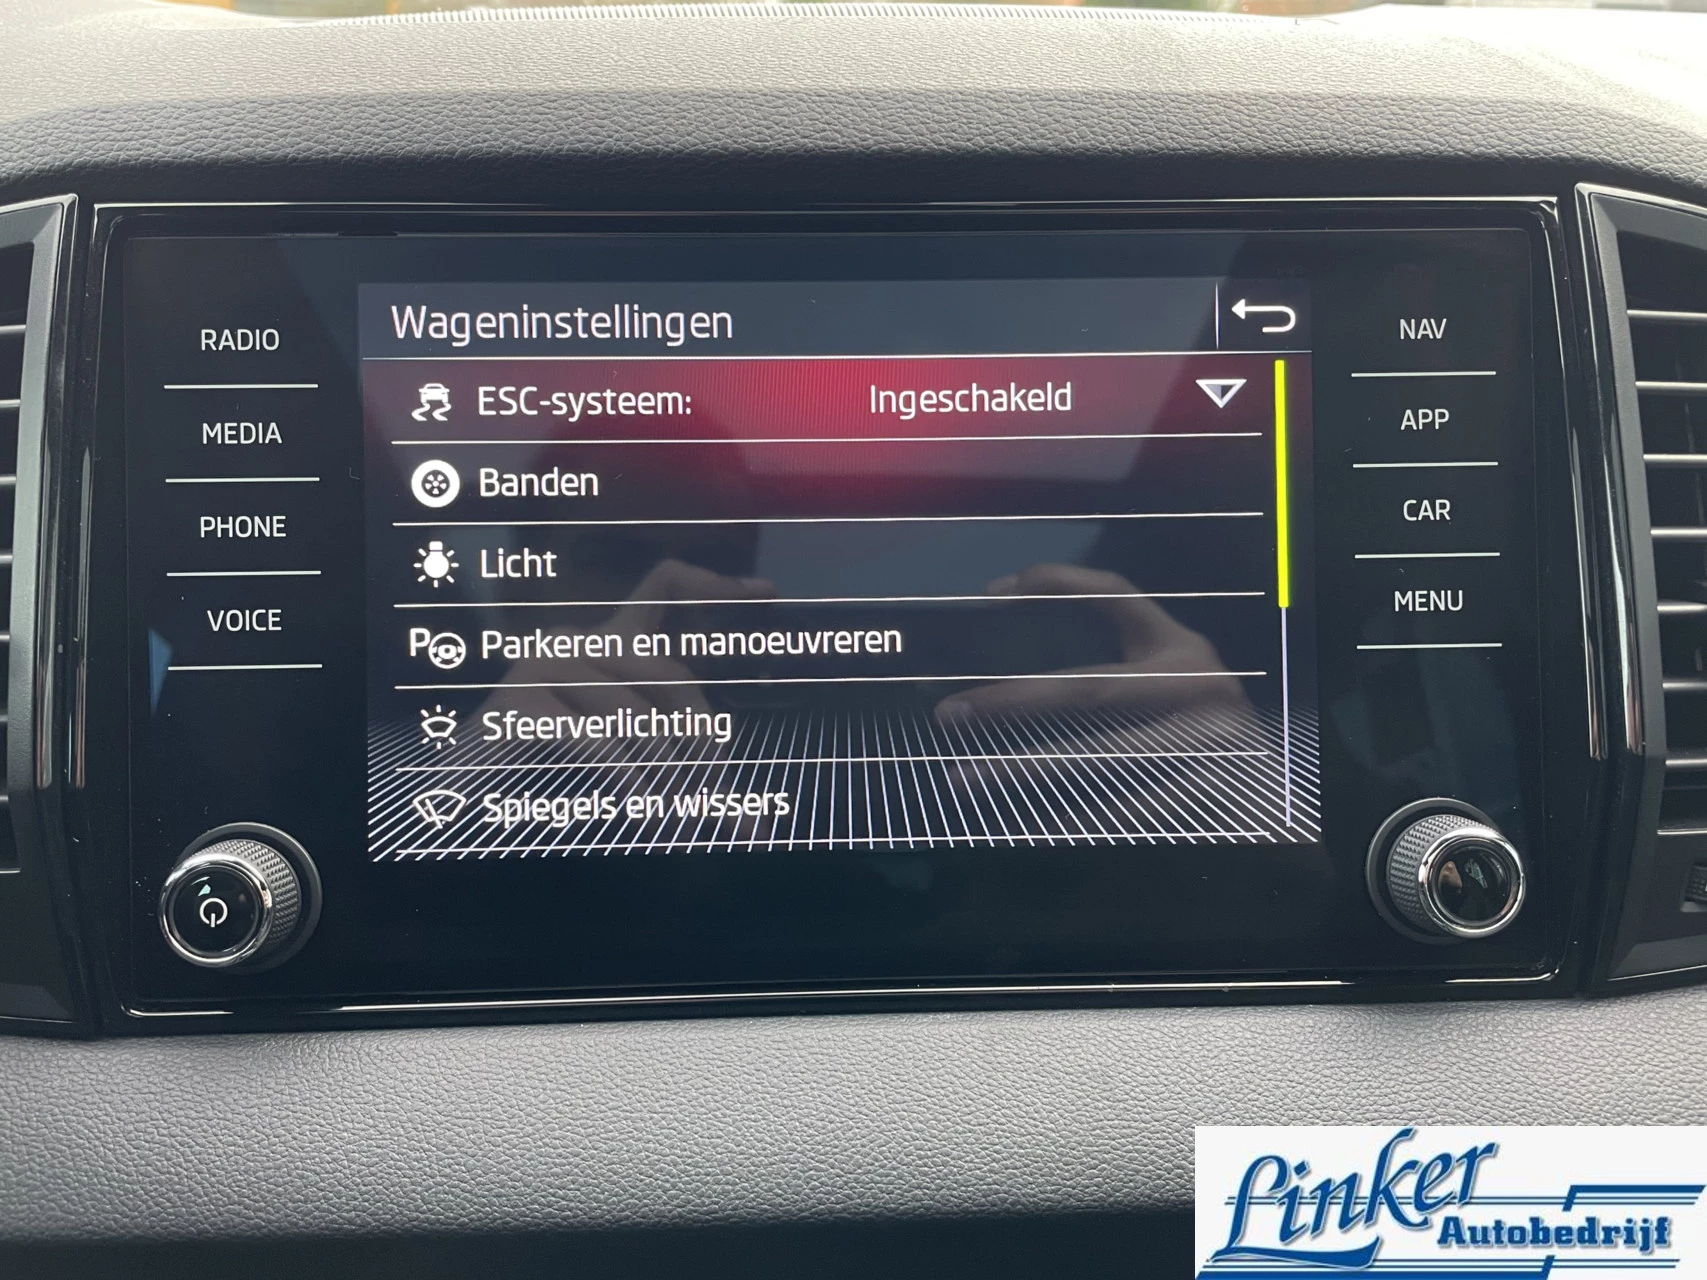 Wageninstellingen
RADIO
MEDIA
PHONE
VOICE
ESC-systeem: Ingeschakeld
Banden
Licht
P Parkeren en manoeuvreren
Sfeerverlichting
Spiegels en wissers
NAV
APP
CAR
MENU
Linker
Autobedrijf